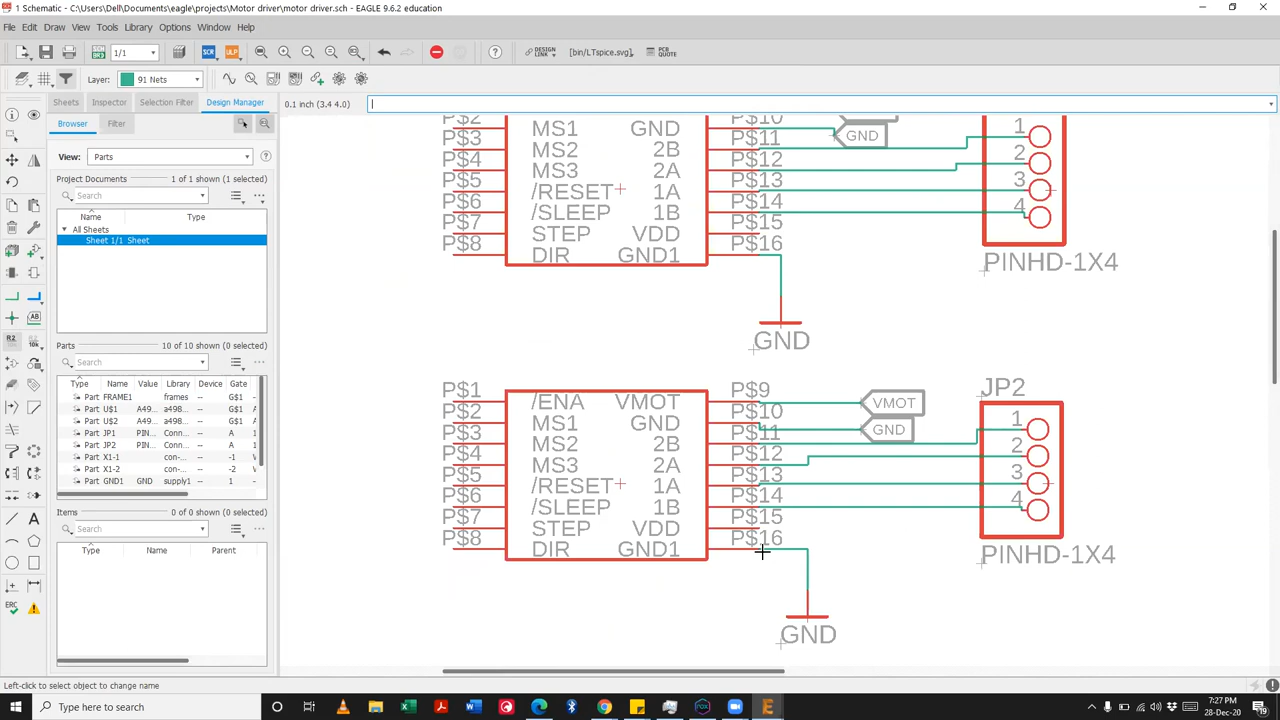 1 Schematic - C:\Users\Dell\Documents\eagle\projects\Motor driver\motor driver.sch - EAGLE 9.6.2 education
File Edit Draw View Tools Library Options Window Help
SCR ULP 1/1 DESIGN LINK [bin/LTspice.svg] PCB QUOTE
Layer: 91 Nets
Sheets Inspector Selection Filter Design Manager 0.1 inch (3.4 4.0)
Browser Filter
View: Parts
Project Documents 1 of 1 shown (1 selected)
Search
Name Type
All Sheets
Sheet 1/1 Sheet
Parts 10 of 10 shown (0 selected)
Search
Type Name Value Library Device Gate
Part FRAME1 frames -- G$1
Part U$1 A49... a498... -- G$1
Part U$2 A49... a498... -- G$1
Part JP1 PIN... Conn... -- A
Part JP2 PIN... Conn... -- A
Part X1-1 con-... -- -1
Part X1-2 con-... -- -2
Part GND1 GND supply1 -- 1
Items 0 of 0 shown (0 selected)
Search
Type Name Parent
ERC
P$2 MS1 GND P$10 GND 1
P$3 MS2 2B P$11 2
P$4 MS3 2A P$12 3
P$5 /RESET 1A P$13 4
P$6 /SLEEP 1B P$14
P$7 STEP VDD P$15
P$8 DIR GND1 P$16
PINHD-1X4
GND
P$1 /ENA VMOT P$9 VMOT JP2
P$2 MS1 GND P$10 GND 1
P$3 MS2 2B P$11 2
P$4 MS3 2A P$12 3
P$5 /RESET 1A P$13 4
P$6 /SLEEP 1B P$14
P$7 STEP VDD P$15
P$8 DIR GND1 P$16
PINHD-1X4
GND
Left-click to select object to change name
Type here to search
7:27 PM
28-Dec-20